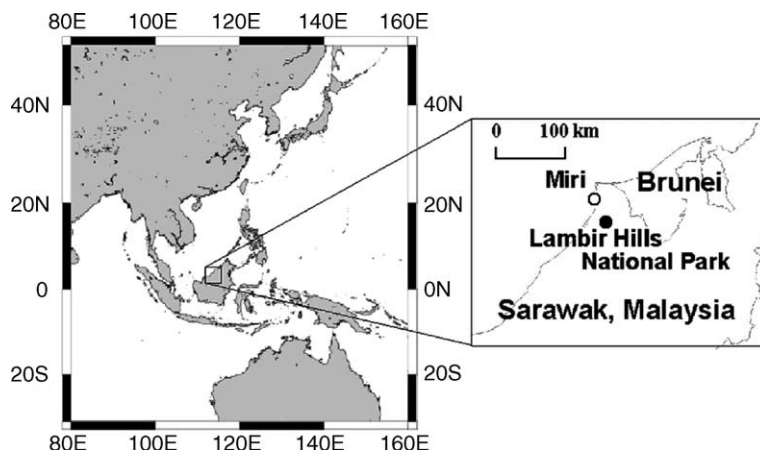 80E 100E 120E 140E 160E
40N 40N
0 100 km
Miri Brunei
20N 20N
Lambir Hills
National Park
0N 0N
Sarawak, Malaysia
20S 20S
80E 100E 120E 140E 160E